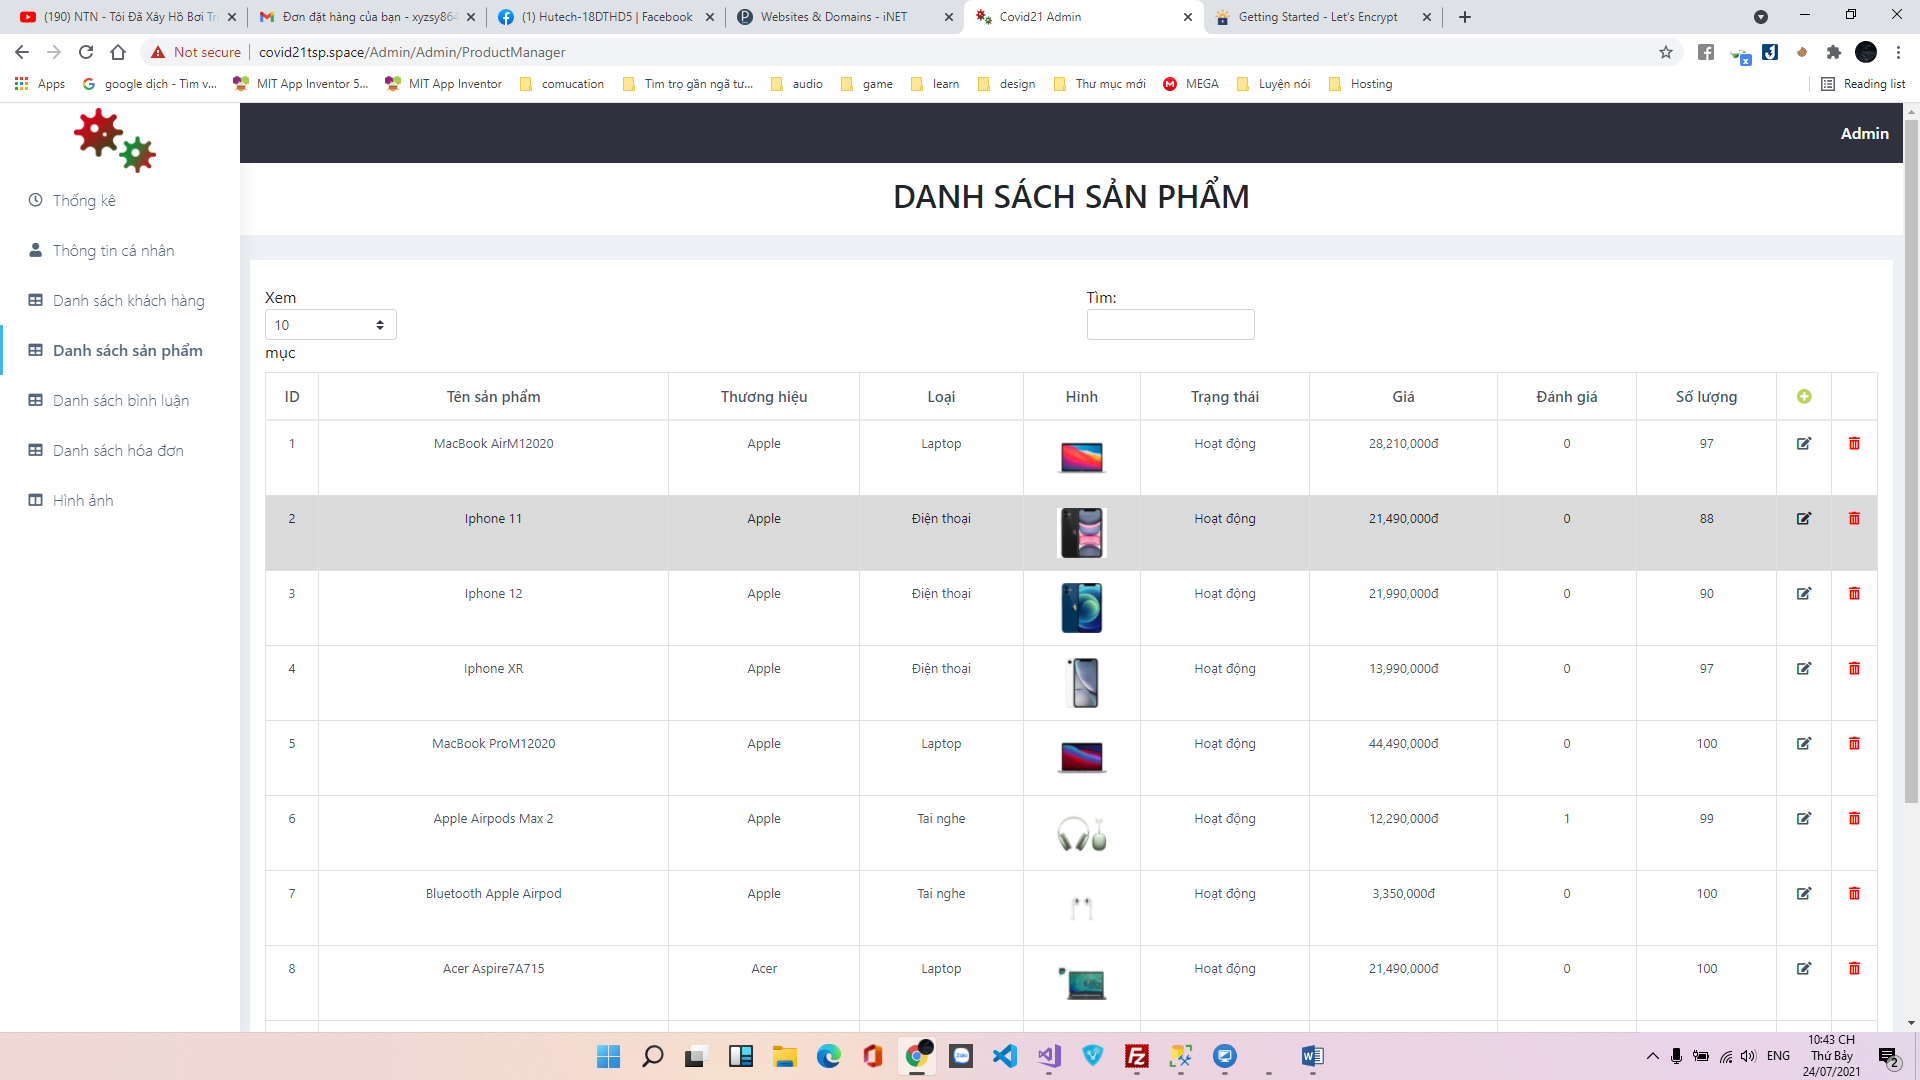 (190) NTN - Tôi Đã Xây Hồ Bơi Tr
Đơn đặt hàng của bạn - xyzsy864
(1) Hutech-18DTHD5 | Facebook
Websites & Domains - iNET
Covid21 Admin
Getting Started - Let's Encrypt
Not secure
covid21tsp.space/Admin/Admin/ProductManager
Apps
google dịch - Tìm v...
MIT App Inventor 5...
MIT App Inventor
comucation
Tìm trọ gần ngã tư...
audio
game
learn
design
Thư mục mới
MEGA
Luyện nói
Hosting
Reading list
Admin
Thống kê
Thông tin cá nhân
Danh sách khách hàng
Danh sách sản phẩm
Danh sách bình luận
Danh sách hóa đơn
Hình ảnh
DANH SÁCH SẢN PHẨM
Xem
10
mục
Tìm:
ID Tên sản phẩm Thương hiệu Loại Hình Trạng thái Giá Đánh giá Số lượng
1 MacBook AirM12020 Apple Laptop Hoạt động 28,210,000đ 0 97
2 Iphone 11 Apple Điện thoại Hoạt động 21,490,000đ 0 88
3 Iphone 12 Apple Điện thoại Hoạt động 21,990,000đ 0 90
4 Iphone XR Apple Điện thoại Hoạt động 13,990,000đ 0 97
5 MacBook ProM12020 Apple Laptop Hoạt động 44,490,000đ 0 100
6 Apple Airpods Max 2 Apple Tai nghe Hoạt động 12,290,000đ 1 99
7 Bluetooth Apple Airpod Apple Tai nghe Hoạt động 3,350,000đ 0 100
8 Acer Aspire7A715 Acer Laptop Hoạt động 21,490,000đ 0 100
ENG
10:43 CH
Thứ Bảy
24/07/2021
2